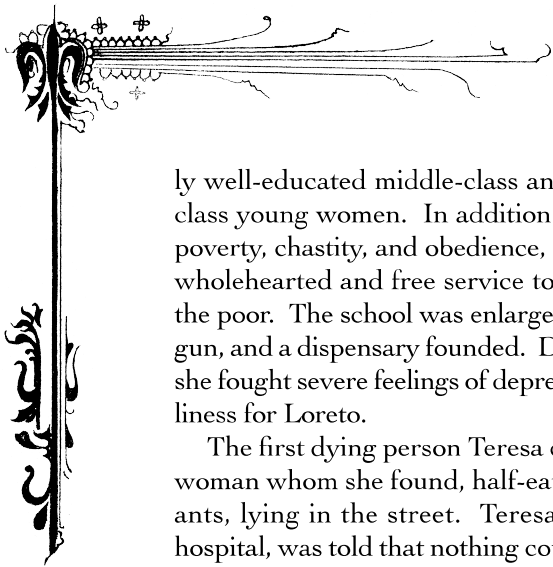 ly well-educated middle-class an
class young women. In addition
poverty, chastity, and obedience,
wholehearted and free service to
the poor. The school was enlarge
gun, and a dispensary founded. D
she fought severe feelings of depre
liness for Loreto.
The first dying person Teresa c
woman whom she found, half-ea
ants, lying in the street. Teresa
hospital, was told that nothing co